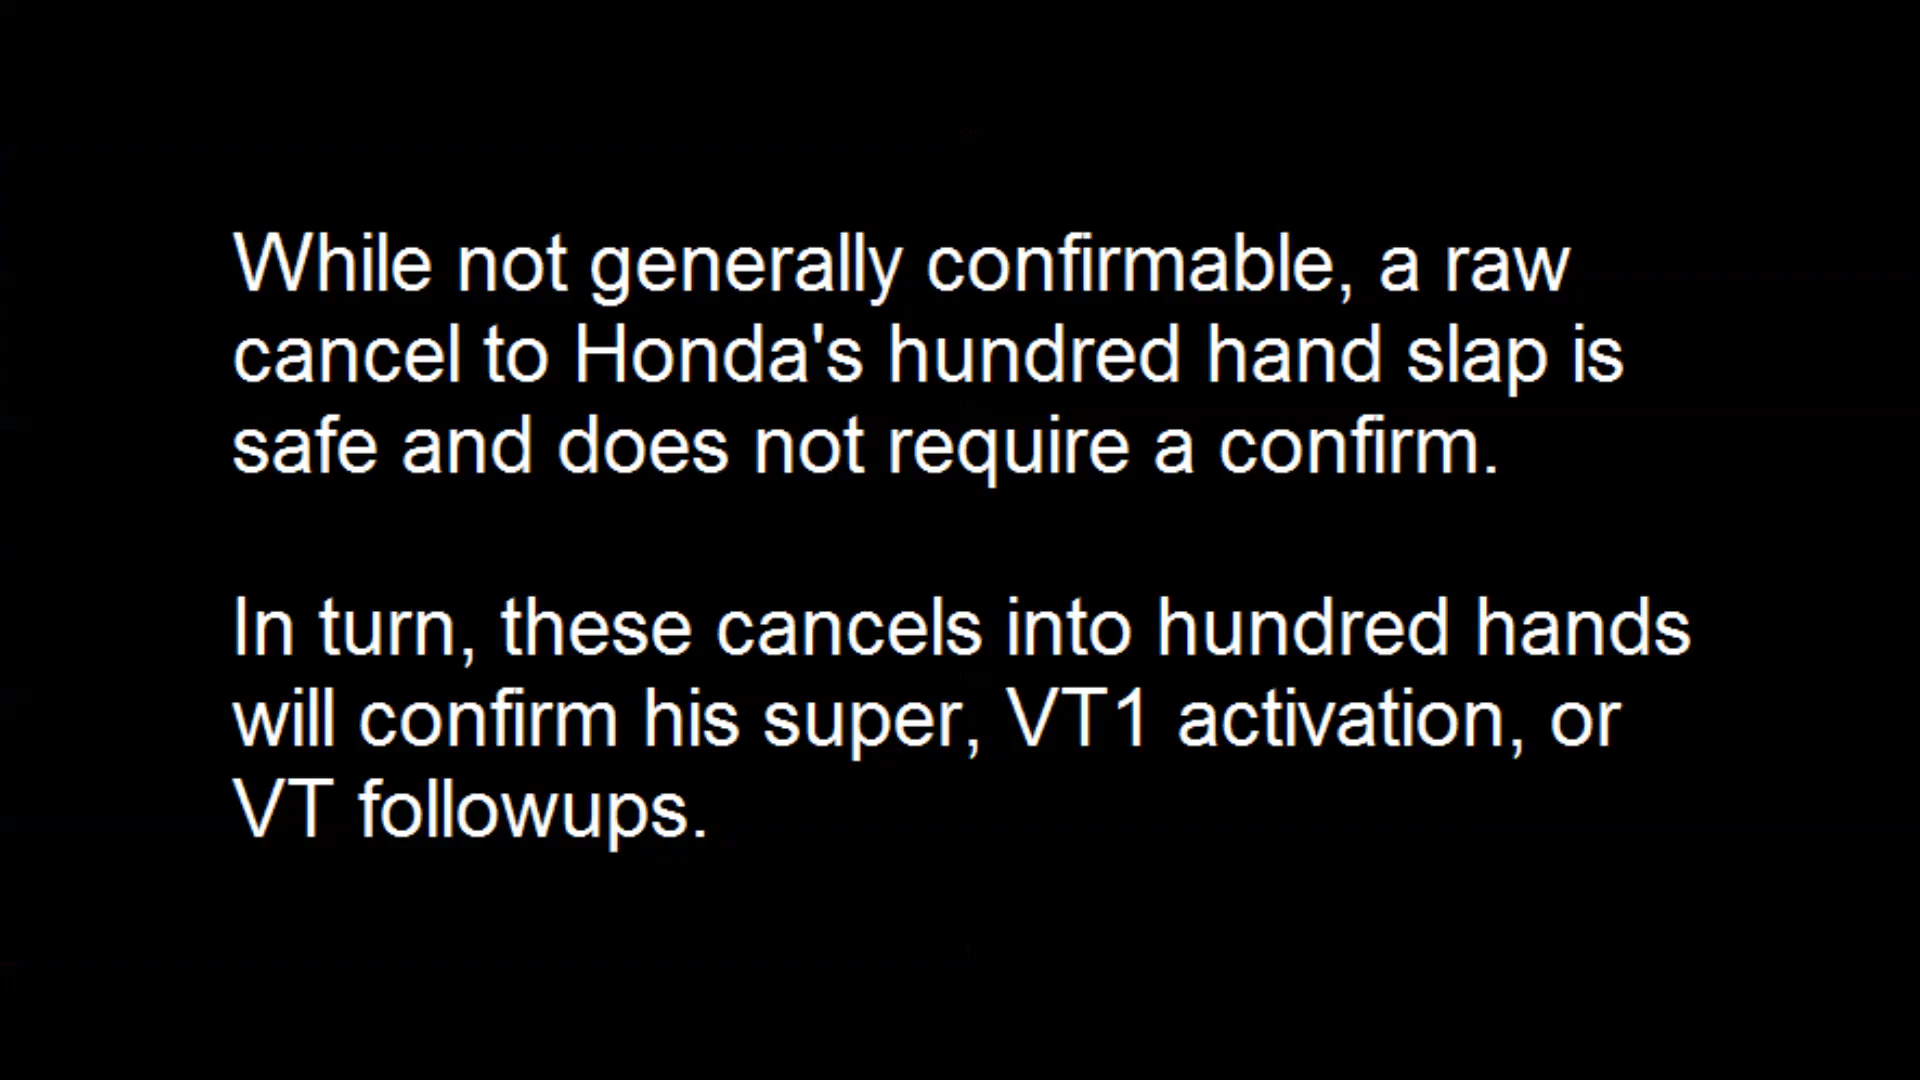 While not generally confirmable, a raw
cancel to Honda's hundred hand slap is
safe and does not require a confirm.
In turn, these cancels into hundred hands
will confirm his super, VT1 activation, or
VT followups.